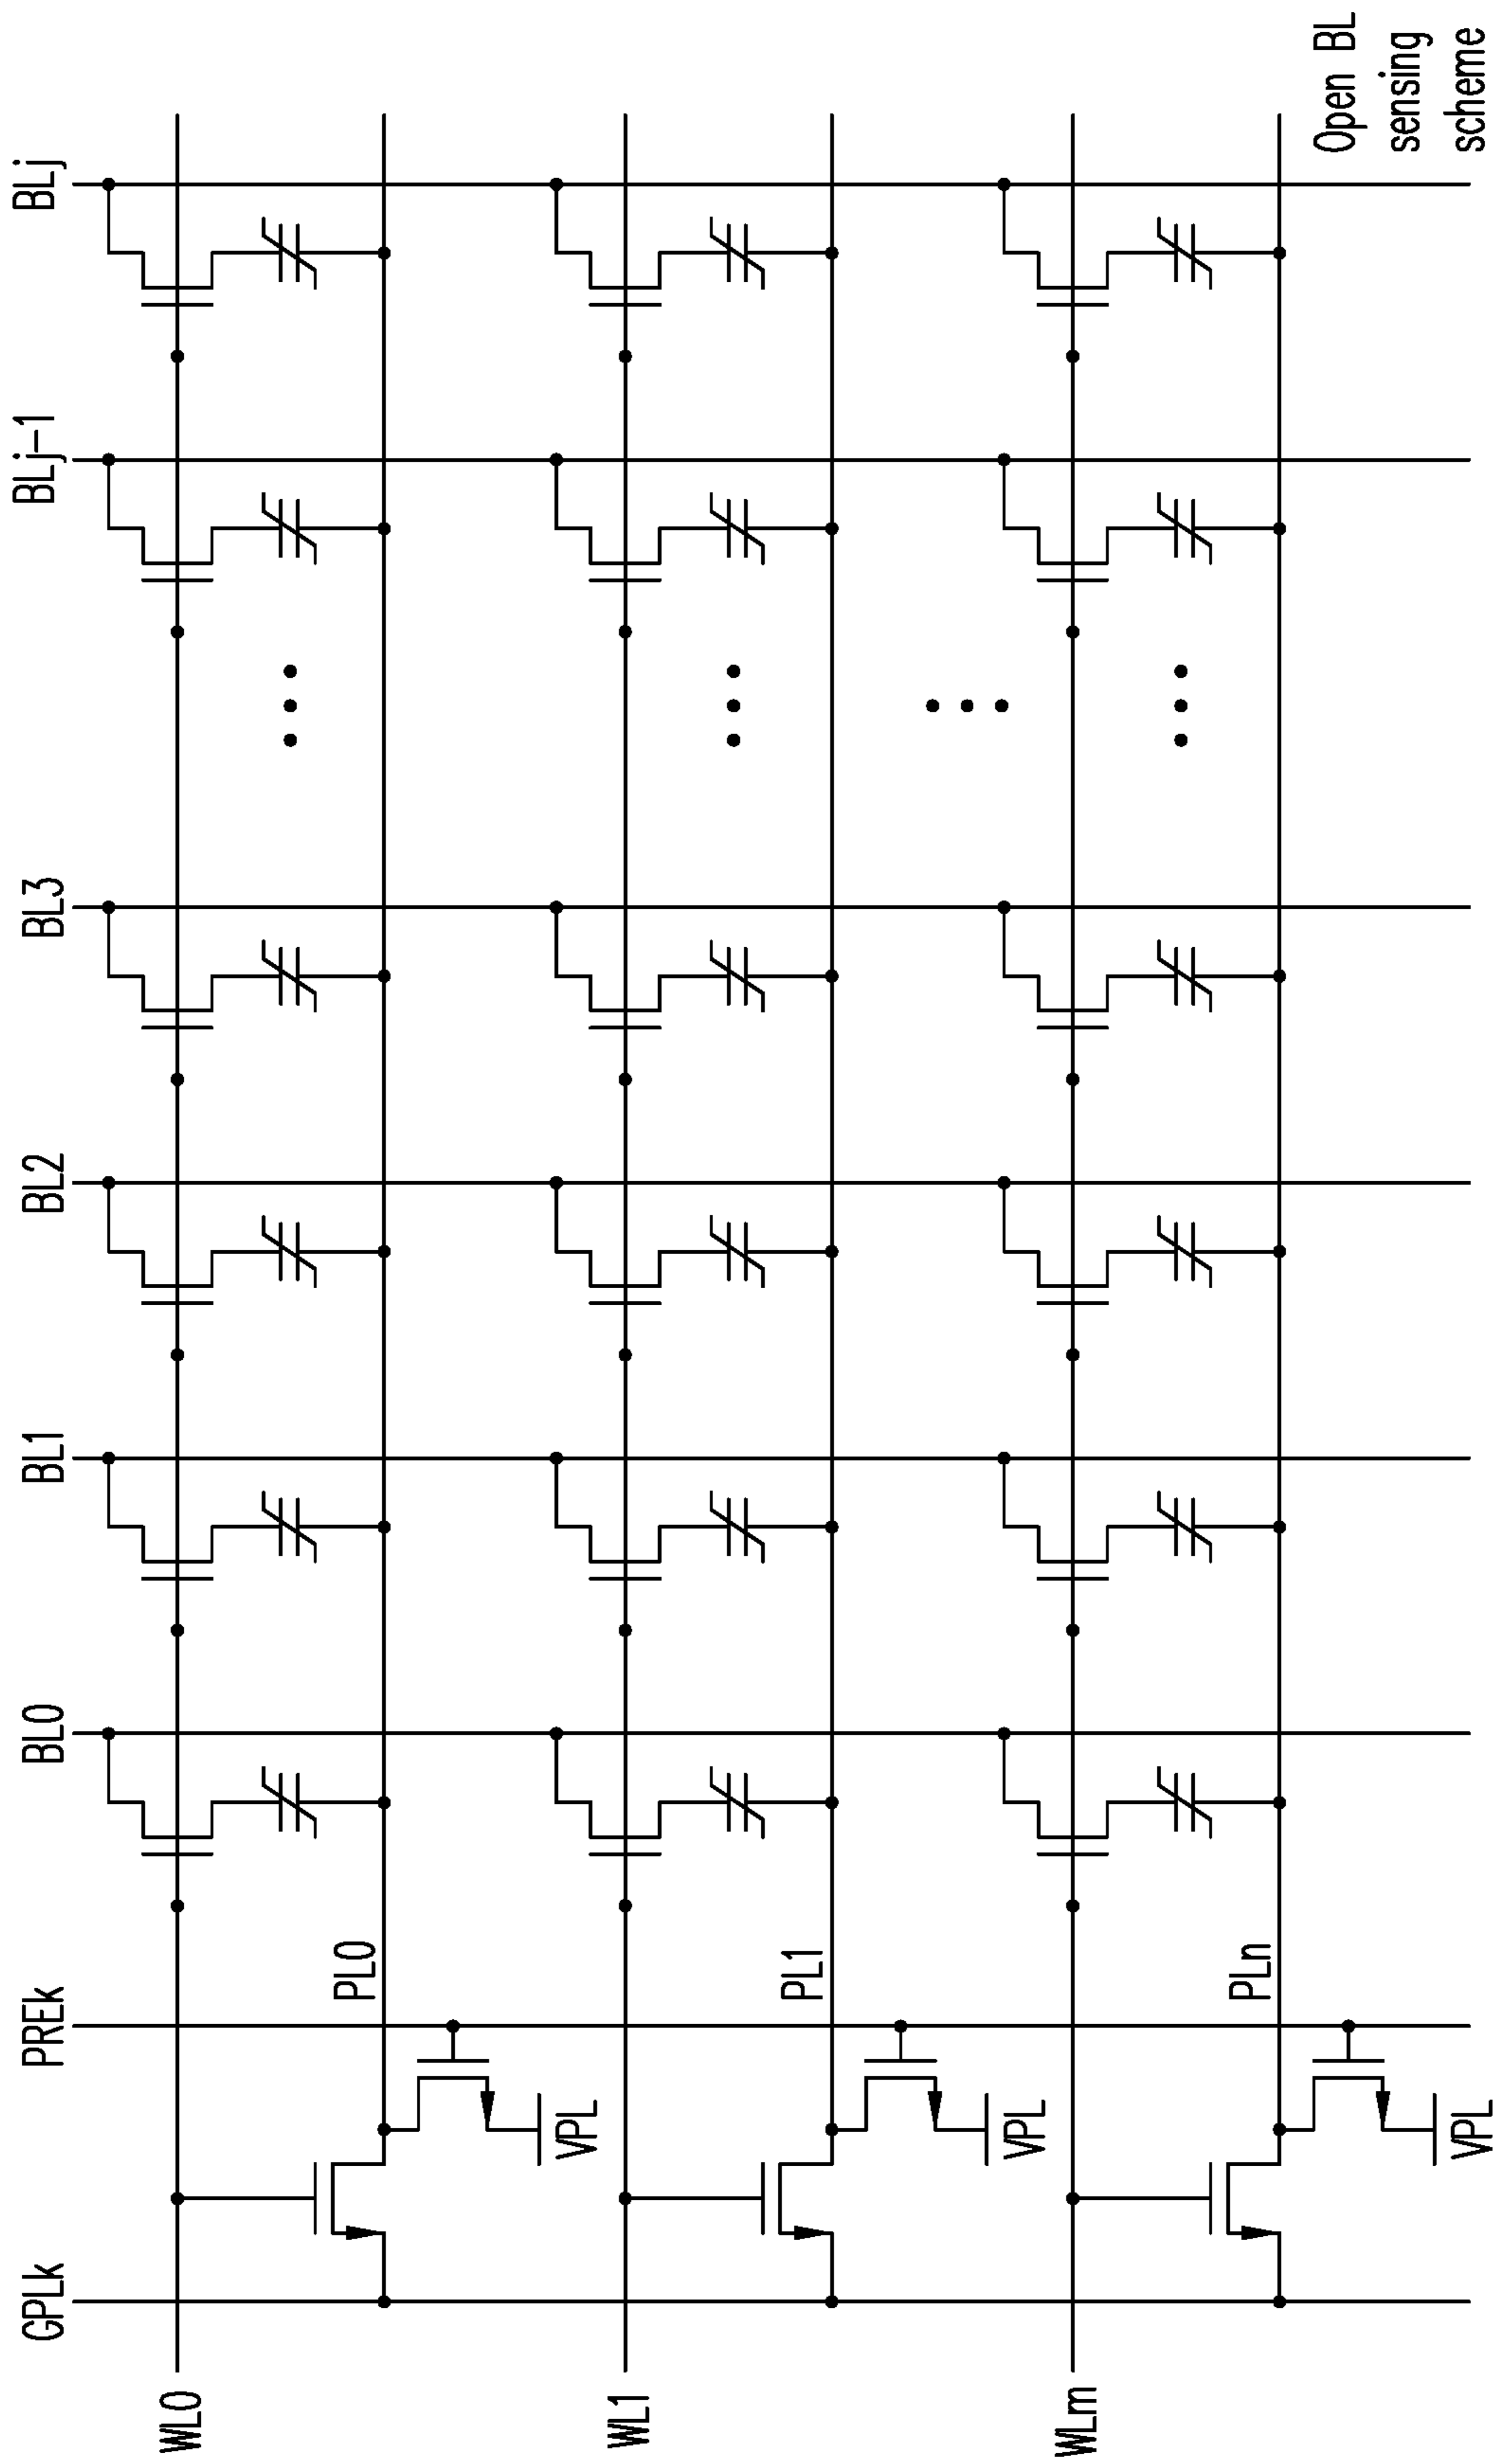 GPLk
PREk
BL0
BL1
BL2
BL3
BLj-1
BLj
WL0
PL0
VPL
WL1
PL1
VPL
WLm
PLn
VPL
Open BL
sensing
scheme